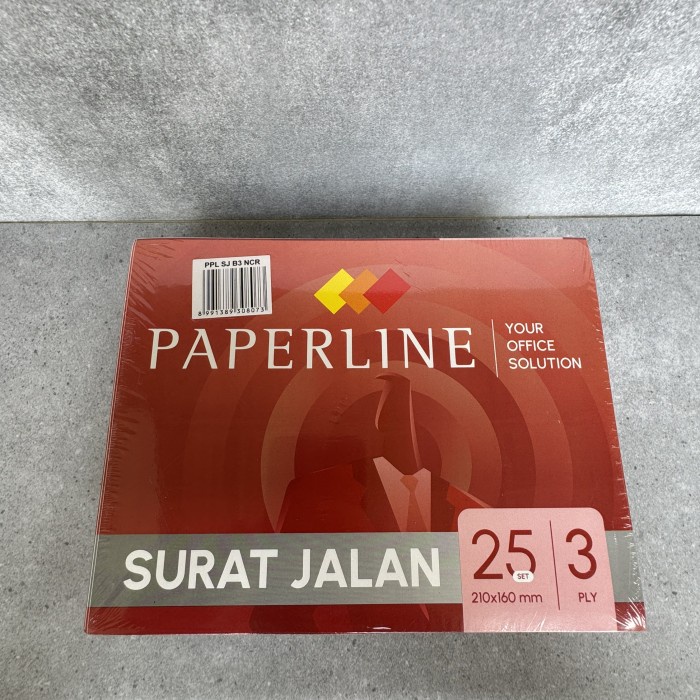 PPL SJ B3 NCR
8991389308073
PAPERLINE
YOUR
OFFICE
SOLUTION
SURAT JALAN
25
SET
210x160 mm
3
PLY